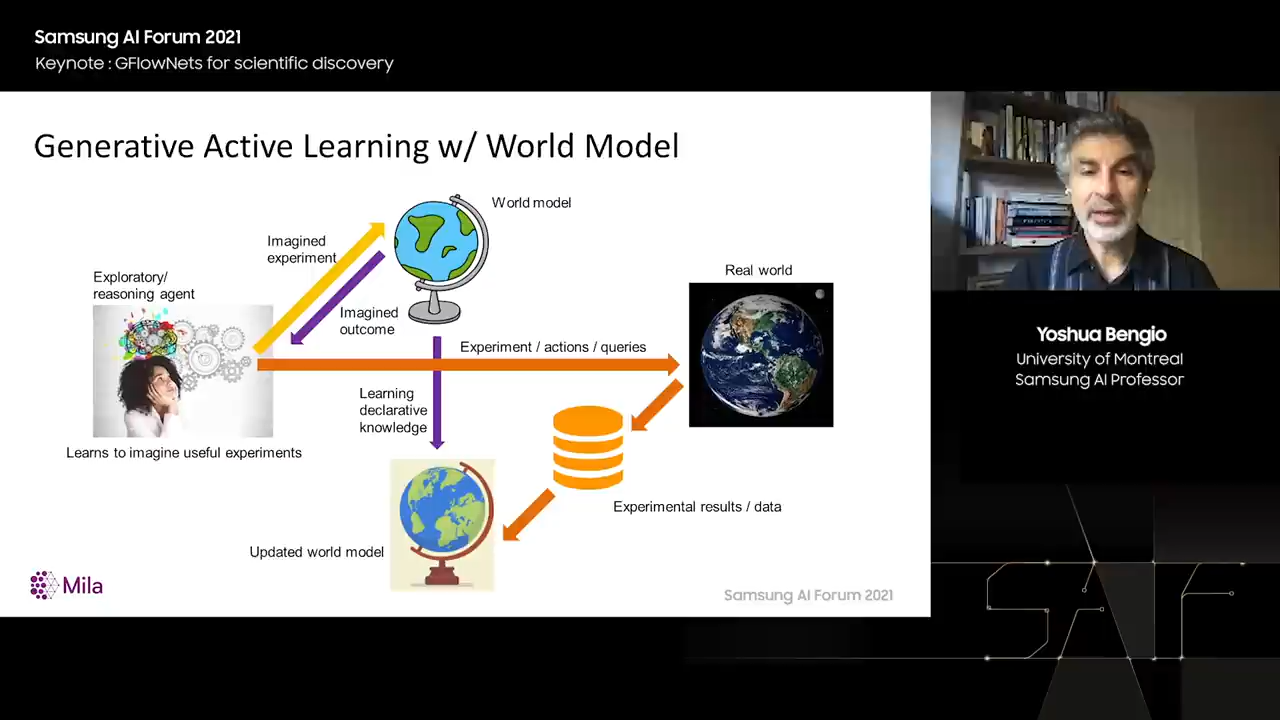 Samsung AI Forum 2021
Keynote : GFlowNets for scientific discovery
Generative Active Learning w/ World Model
World model
Imagined
experiment
Exploratory/
reasoning agent
Real world
Imagined
outcome
Experiment / actions / queries
Learning
declarative
knowledge
Learns to imagine useful experiments
Experimental results / data
Updated world model
Mila
Samsung AI Forum 2021
Yoshua Bengio
University of Montreal
Samsung AI Professor
SAIF